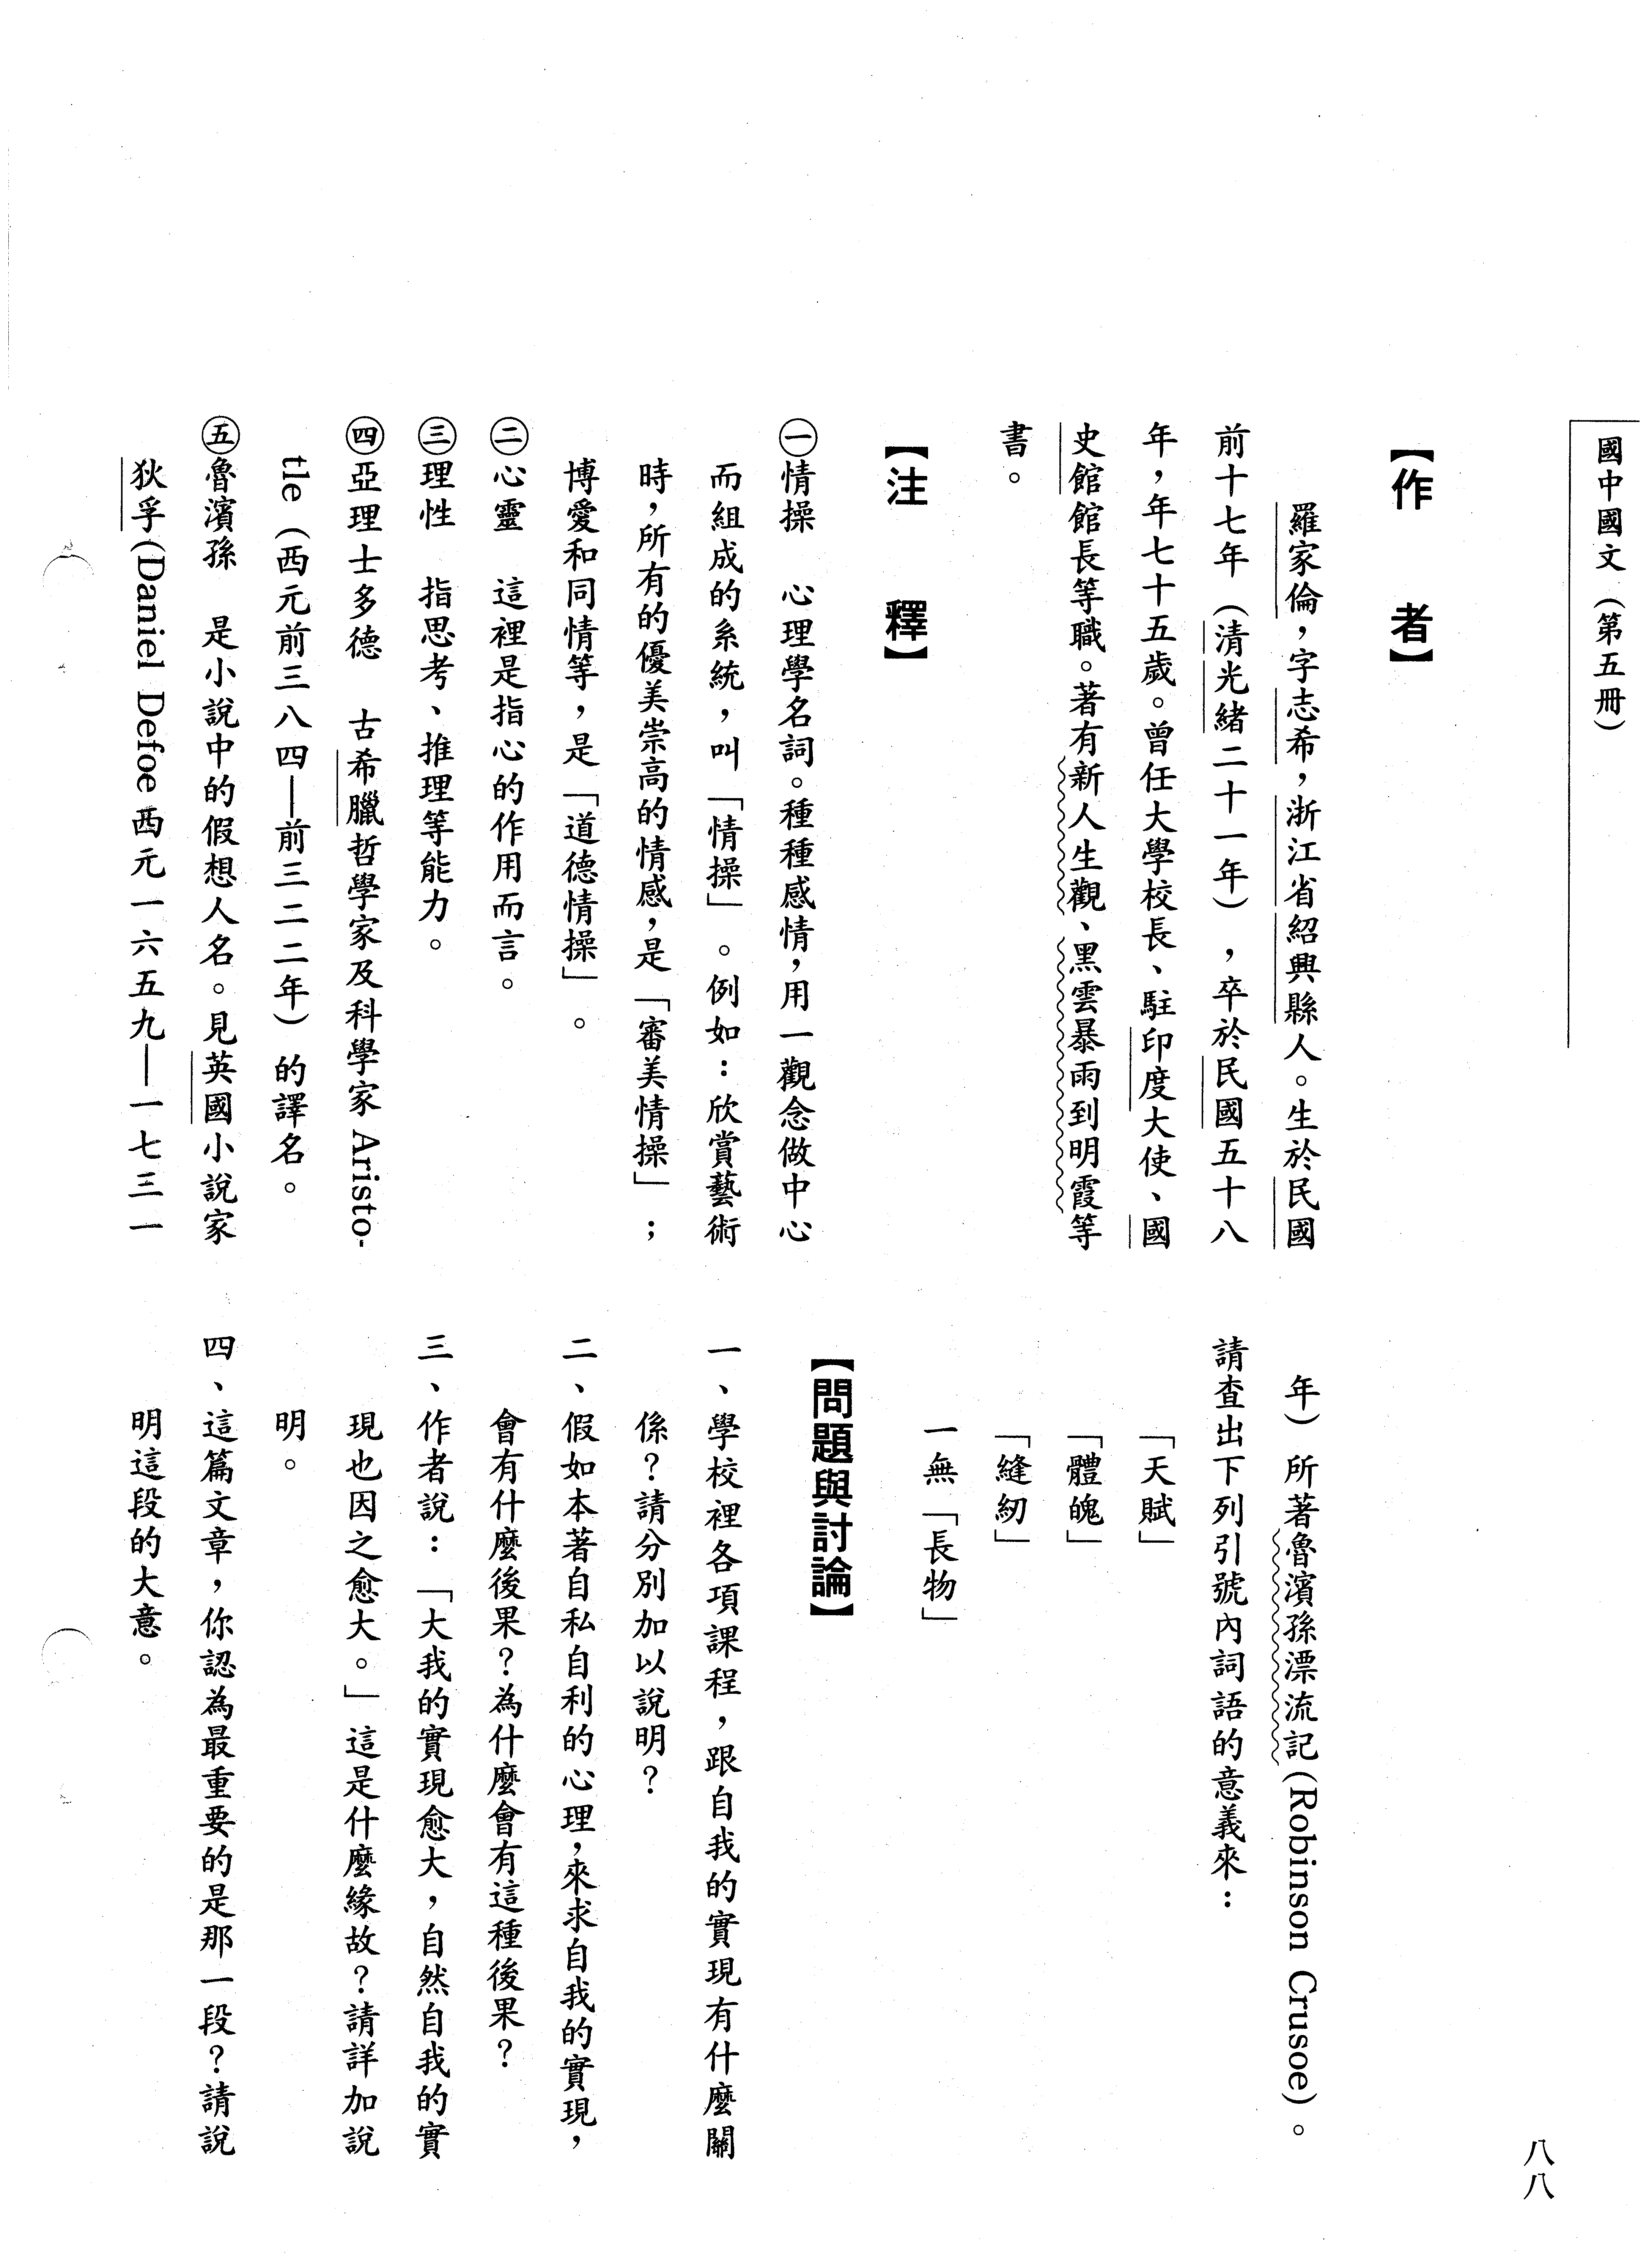 國中國文（第五冊）
【作　者】
羅家倫，字志希，浙江省紹興縣人。生於民國
前十七年（清光緒二十一年），卒於民國五十八
年，年七十五歲。曾任大學校長、駐印度大使、國
史館館長等職。著有新人生觀、黑雲暴雨到明霞等
書。
【注　釋】
㊀情操　心理學名詞。種種感情，用一觀念做中心
而組成的系統，叫「情操」。例如：欣賞藝術
時，所有的優美崇高的情感，是「審美情操」；
博愛和同情等，是「道德情操」。
㊁心靈　這裡是指心的作用而言。
㊂理性　指思考、推理等能力。
㊃亞理士多德　古希臘哲學家及科學家 Aristo-
tle（西元前三八四—前三二二年）的譯名。
㊄魯濱孫　是小說中的假想人名。見英國小說家
狄孚(Daniel Defoe 西元一六五九—一七三一
年）所著魯濱孫漂流記(Robinson Crusoe)。
請查出下列引號內詞語的意義來：
「天賦」
「體魄」
「縫紉」
一無「長物」
【問題與討論】
一、學校裡各項課程，跟自我的實現有什麼關
係？請分別加以說明？
二、假如本著自私自利的心理，來求自我的實現，
會有什麼後果？為什麼會有這種後果？
三、作者說：「大我的實現愈大，自然自我的實
現也因之愈大。」這是什麼緣故？請詳加說
明。
四、這篇文章，你認為最重要的是那一段？請說
明這段的大意。
八八